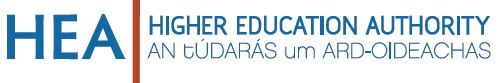 HEA
HIGHER EDUCATION AUTHORITY
AN tÚDARÁS um ARD-OIDEACHAS